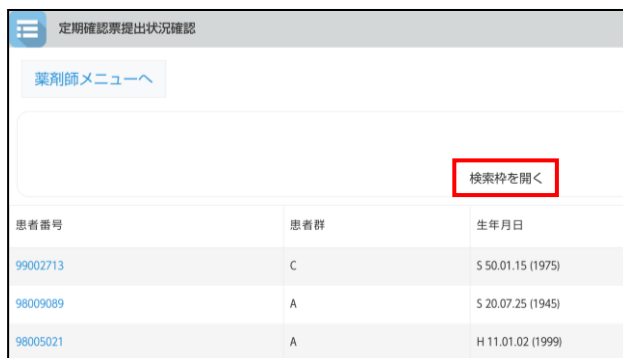 定期確認票提出状況確認
薬剤師メニューへ
検索枠を開く
患者番号 患者群 生年月日
99002713 C S 50.01.15 (1975)
98009089 A S 20.07.25 (1945)
98005021 A H 11.01.02 (1999)